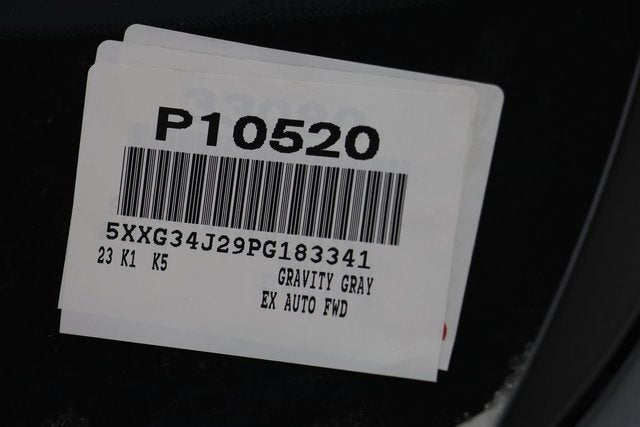 P10520
5XXG34J29PG183341
23 K1 K5
GRAVITY GRAY
EX AUTO FWD